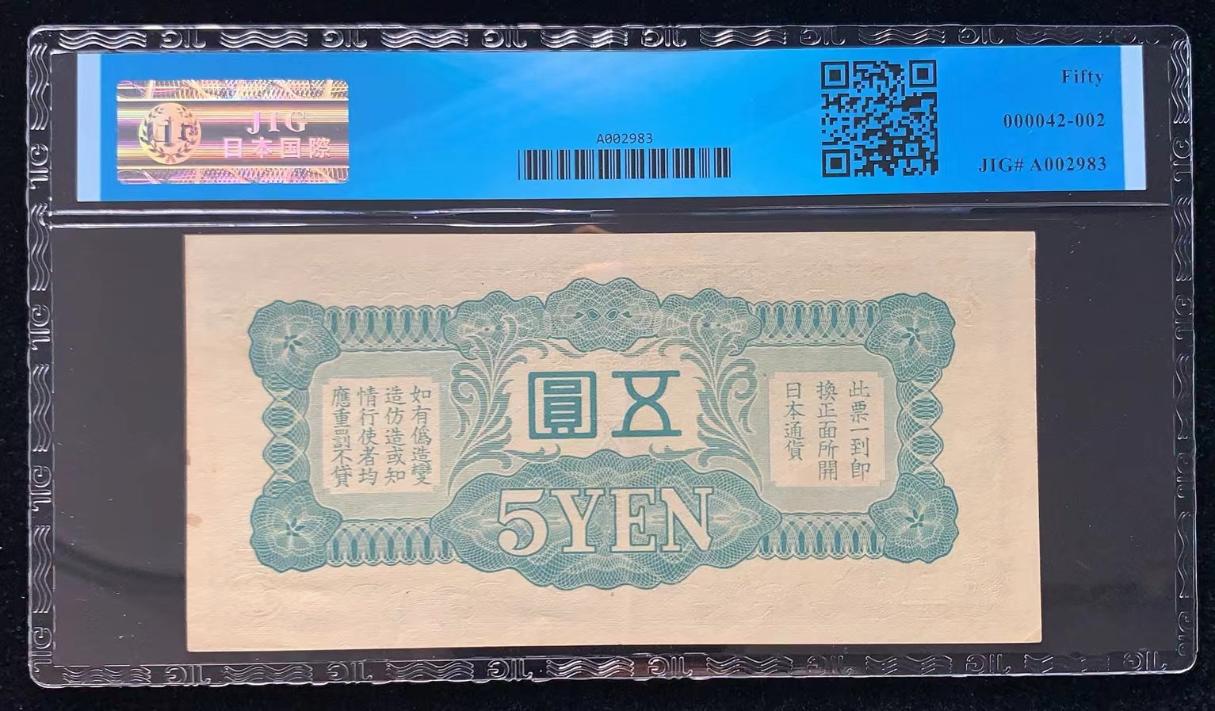 JIG
日本国際
A002983
Fifty
000042-002
JIG# A002983
此票一到卽
換正面所開
日本通貨
五圓
如有僞造變
造仿造或知
情行使者均
應重罰不貸
5YEN